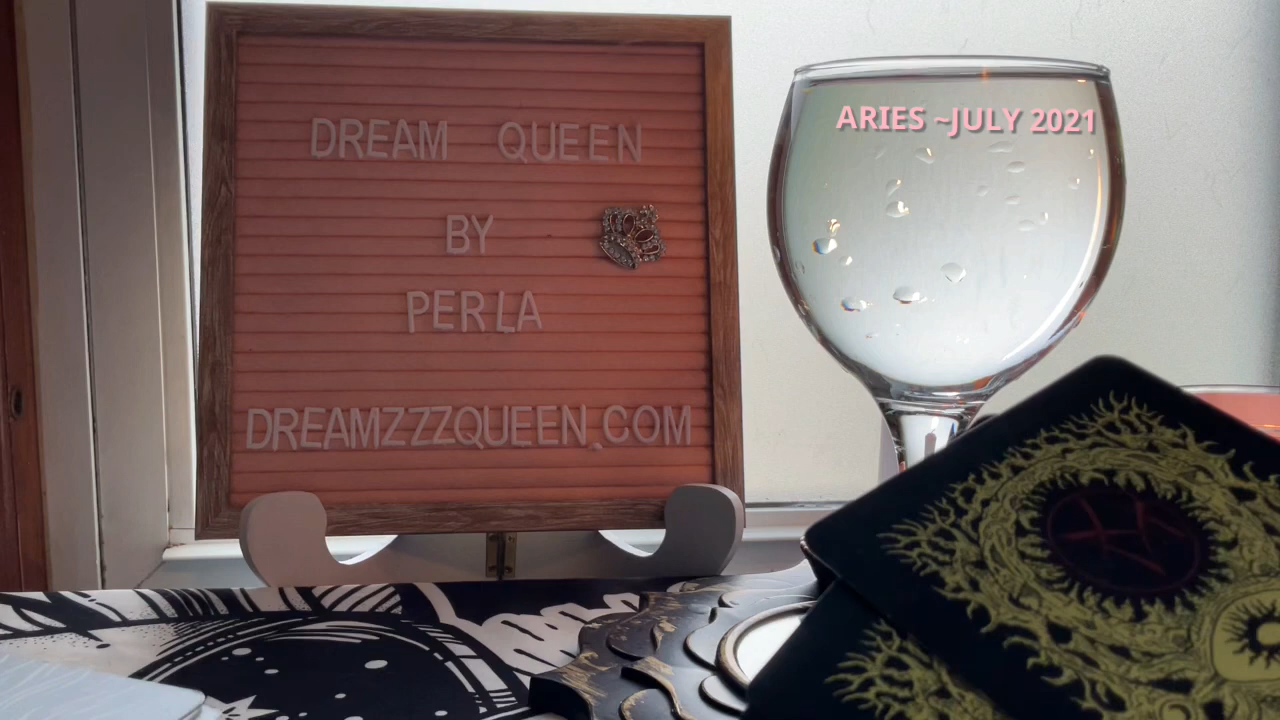 DREAM QUEEN
BY
PERLA
DREAMZZZQUEEN.COM
ARIES ~JULY 2021